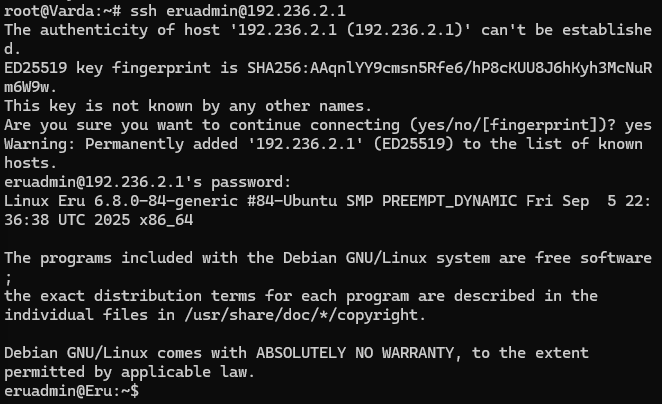 root@Varda:~# ssh eruadmin@192.236.2.1
The authenticity of host '192.236.2.1 (192.236.2.1)' can't be establishe
d.
ED25519 key fingerprint is SHA256:AAqnlYY9cmsn5Rfe6/hP8cKUU8J6hKyh3McNuR
m6W9w.
This key is not known by any other names.
Are you sure you want to continue connecting (yes/no/[fingerprint])? yes
Warning: Permanently added '192.236.2.1' (ED25519) to the list of known
hosts.
eruadmin@192.236.2.1's password:
Linux Eru 6.8.0-84-generic #84-Ubuntu SMP PREEMPT_DYNAMIC Fri Sep  5 22:
36:38 UTC 2025 x86_64

The programs included with the Debian GNU/Linux system are free software
;
the exact distribution terms for each program are described in the
individual files in /usr/share/doc/*/copyright.

Debian GNU/Linux comes with ABSOLUTELY NO WARRANTY, to the extent
permitted by applicable law.
eruadmin@Eru:~$